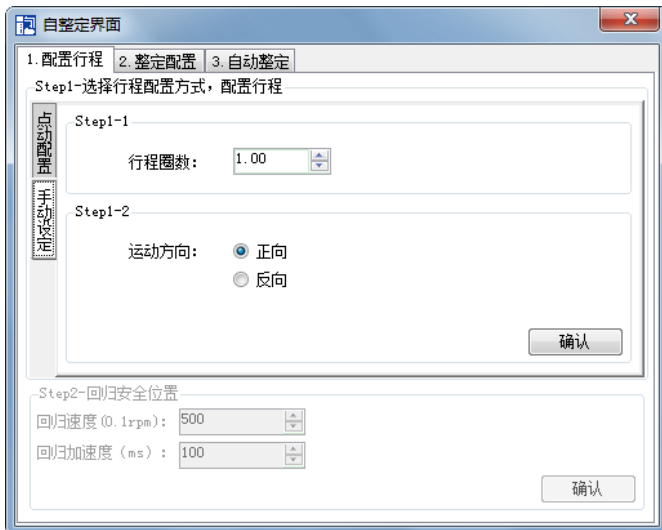 自整定界面
1.配置行程 2.整定配置 3.自动整定
Step1-选择行程配置方式，配置行程
点动配置
手动设定
Step1-1
行程圈数: 1.00
Step1-2
运动方向: 正向
反向
确认
Step2-回归安全位置
回归速度(0.1rpm): 500
回归加速度（ms）: 100
确认